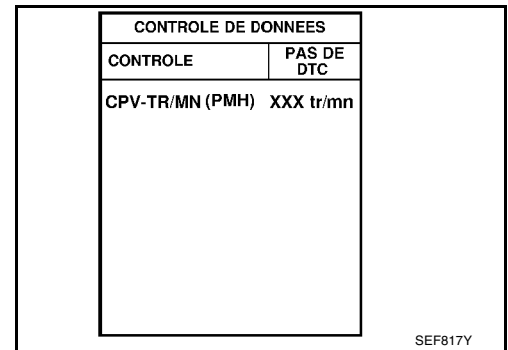 CONTROLE DE DONNEES
CONTROLE PAS DE
DTC
CPV-TR/MN (PMH) XXX tr/mn
SEF817Y